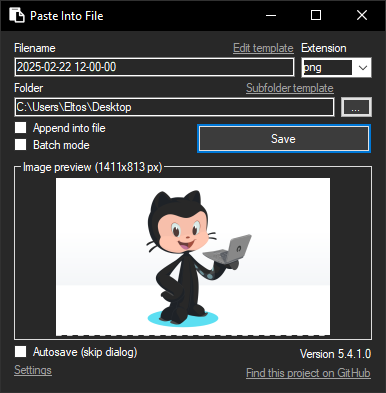 Paste Into File
Filename Edit template Extension
2025-02-22 12-00-00 png
Folder Subfolder template
C:\Users\Eltos\Desktop ...
Append into file
Batch mode
Save
Image preview (1411x813 px)
Autosave (skip dialog) Version 5.4.1.0
Settings Find this project on GitHub